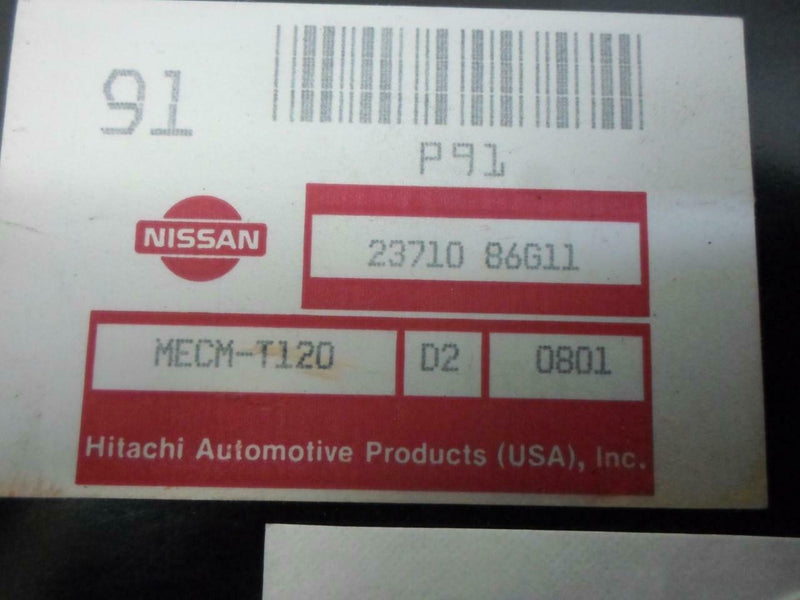 91
P91
NISSAN
23710 86G11
MECM-T120 D2 0801
Hitachi Automotive Products (USA), Inc.